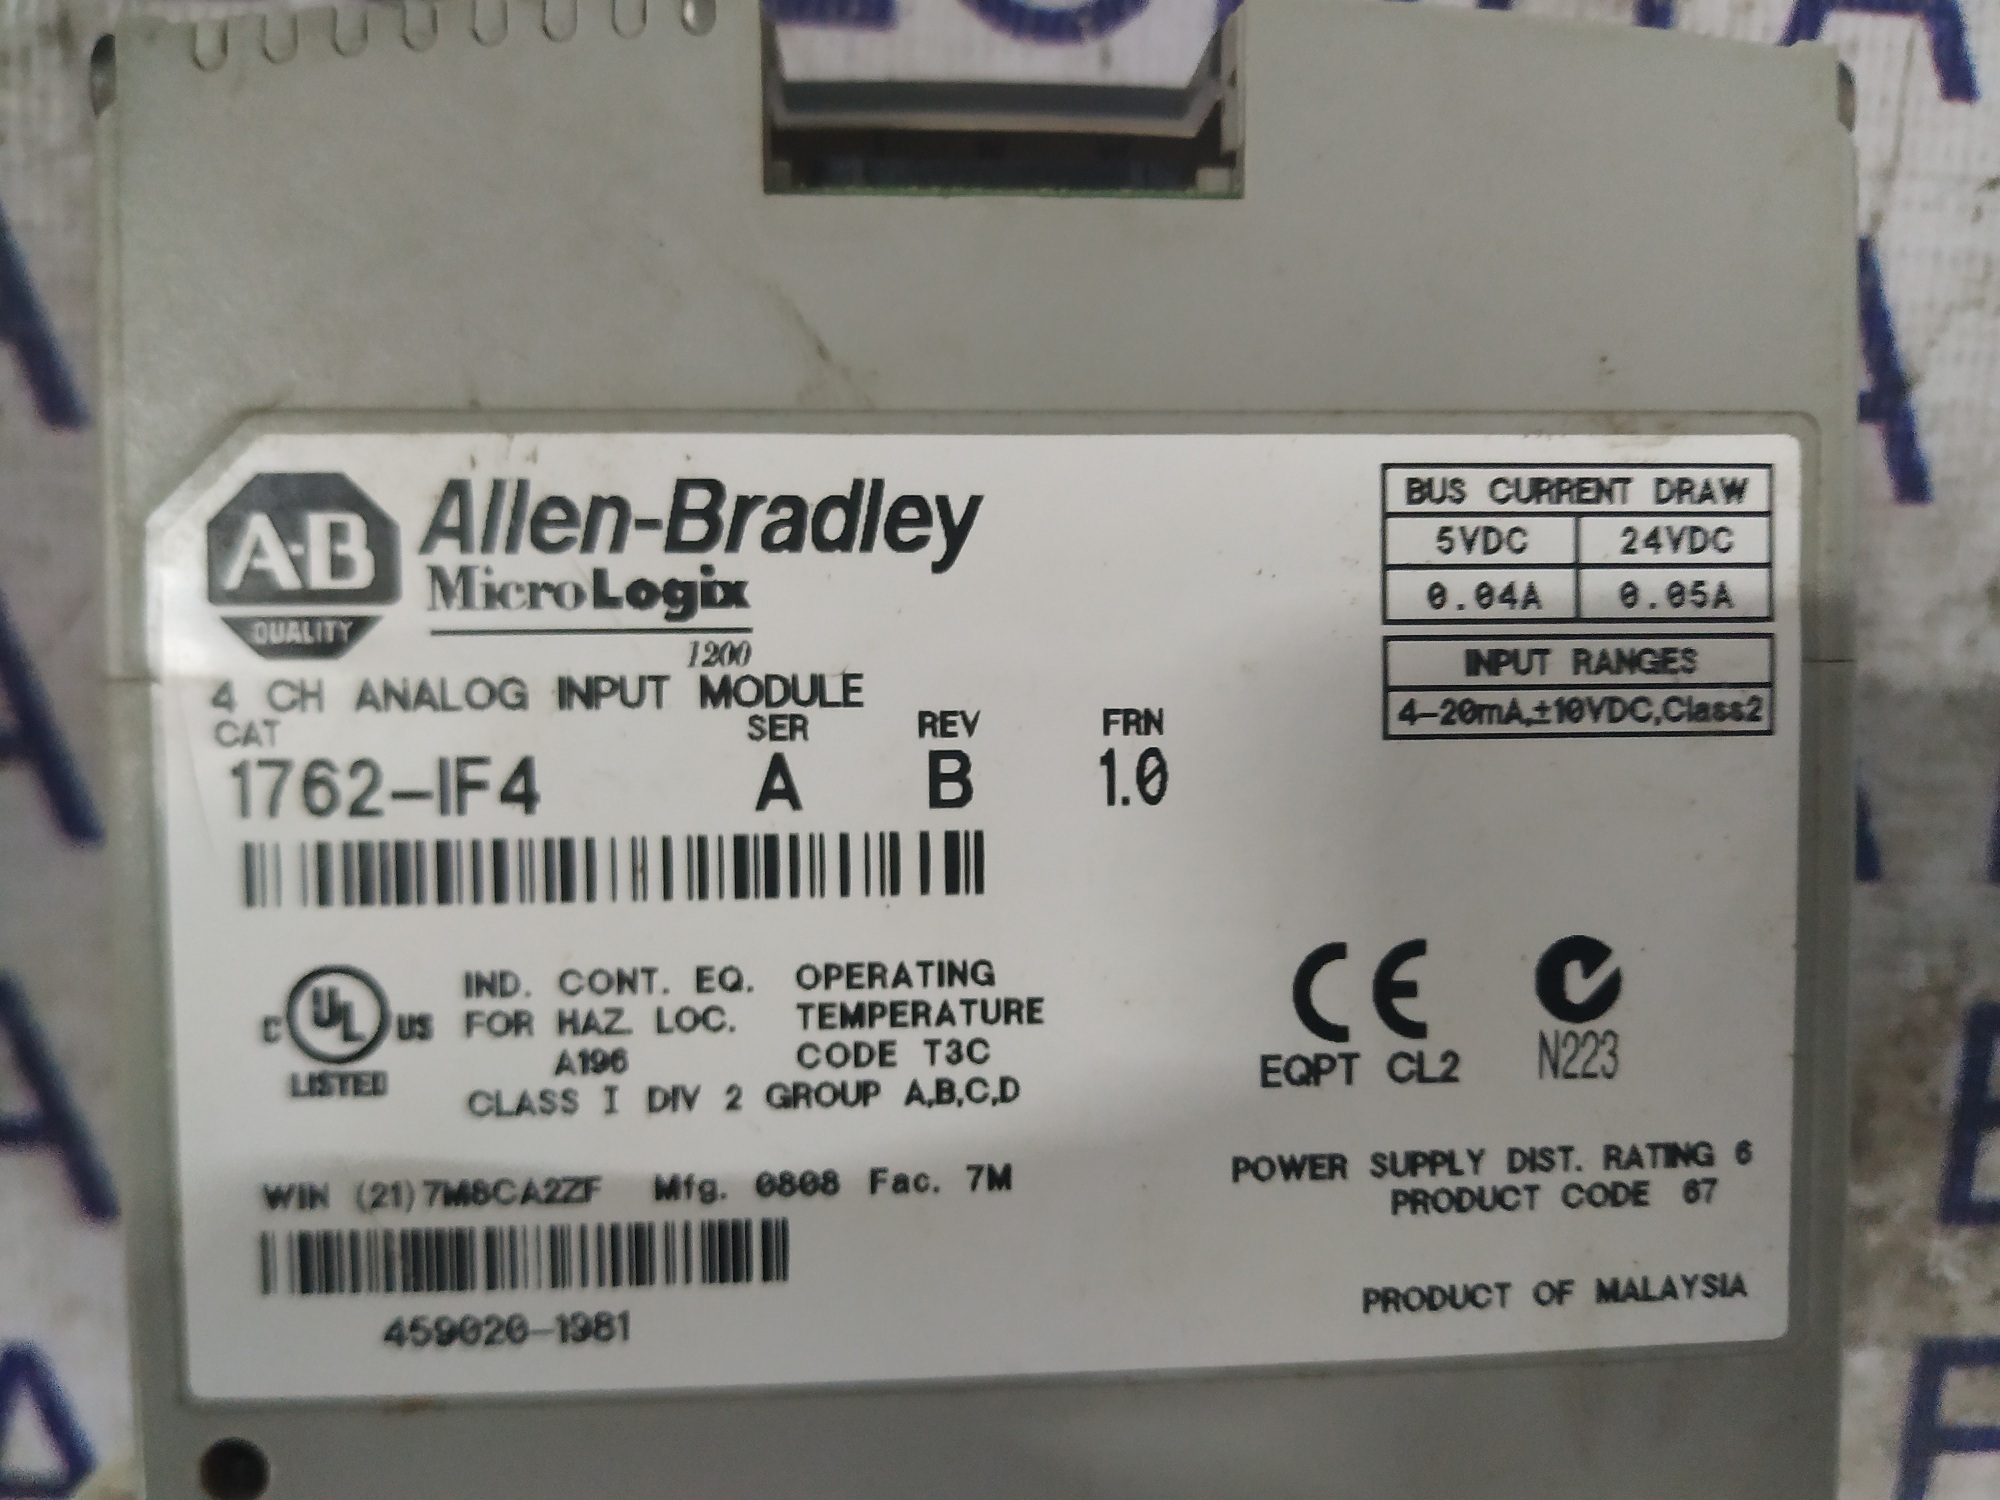 A-B
QUALITY
Allen-Bradley
MicroLogix
1200
4 CH ANALOG INPUT MODULE
CAT SER REV FRN
1762-IF4 A B 1.0
BUS CURRENT DRAW
5VDC 24VDC
0.04A 0.05A
INPUT RANGES
4-20mA,±10VDC,Class2
C UL US
LISTED
IND. CONT. EQ.
FOR HAZ. LOC.
A196
OPERATING
TEMPERATURE
CODE T3C
CLASS I DIV 2 GROUP A,B,C,D
CE
EQPT CL2
N223
WIN (21)7M8CA2ZF Mfg. 0808 Fac. 7M
459020-1981
POWER SUPPLY DIST. RATING 6
PRODUCT CODE 67
PRODUCT OF MALAYSIA